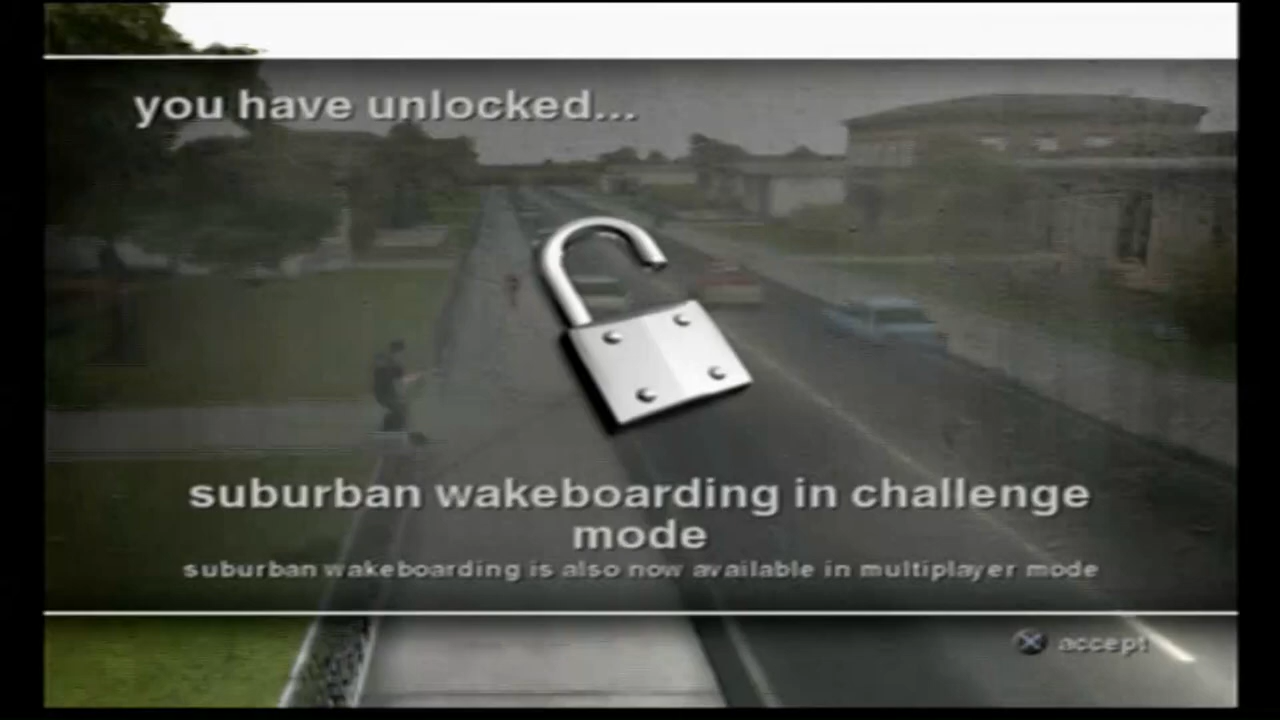 you have unlocked...
suburban wakeboarding in challenge
mode
suburban wakeboarding is also now available in multiplayer mode
accept